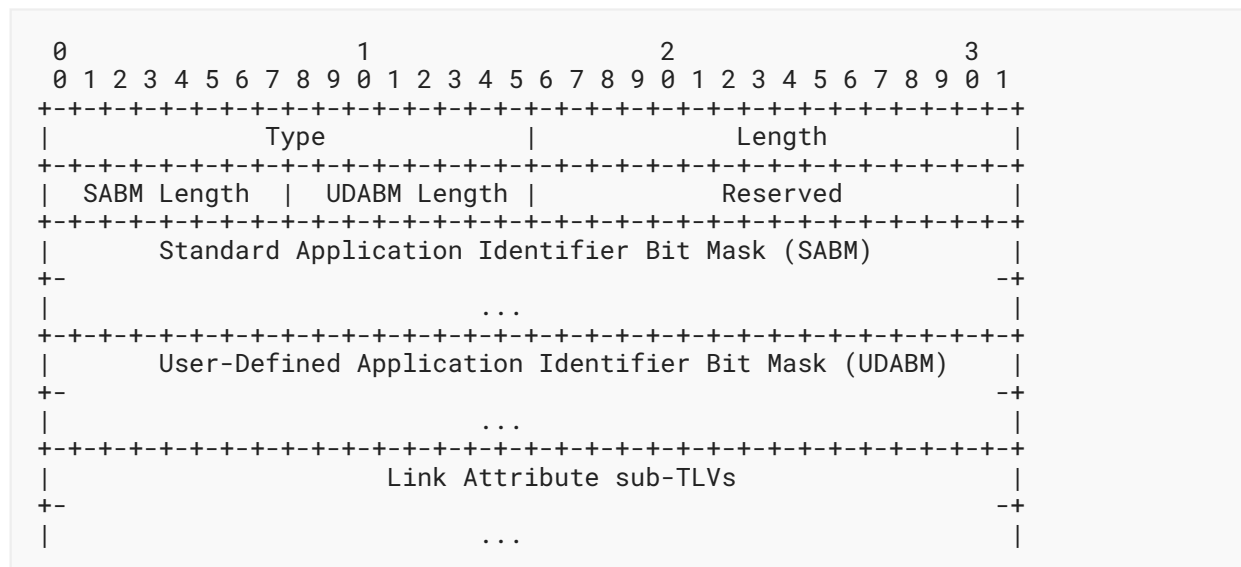 0                   1                   2                   3
 0 1 2 3 4 5 6 7 8 9 0 1 2 3 4 5 6 7 8 9 0 1 2 3 4 5 6 7 8 9 0 1
+-+-+-+-+-+-+-+-+-+-+-+-+-+-+-+-+-+-+-+-+-+-+-+-+-+-+-+-+-+-+-+-+
|              Type             |             Length            |
+-+-+-+-+-+-+-+-+-+-+-+-+-+-+-+-+-+-+-+-+-+-+-+-+-+-+-+-+-+-+-+-+
|  SABM Length  |  UDABM Length |            Reserved           |
+-+-+-+-+-+-+-+-+-+-+-+-+-+-+-+-+-+-+-+-+-+-+-+-+-+-+-+-+-+-+-+-+
|       Standard Application Identifier Bit Mask (SABM)         |
+-                                                             -+
|                            ...                                |
+-+-+-+-+-+-+-+-+-+-+-+-+-+-+-+-+-+-+-+-+-+-+-+-+-+-+-+-+-+-+-+-+
|       User-Defined Application Identifier Bit Mask (UDABM)    |
+-                                                             -+
|                            ...                                |
+-+-+-+-+-+-+-+-+-+-+-+-+-+-+-+-+-+-+-+-+-+-+-+-+-+-+-+-+-+-+-+-+
|                      Link Attribute sub-TLVs                  |
+-                                                             -+
|                            ...                                |